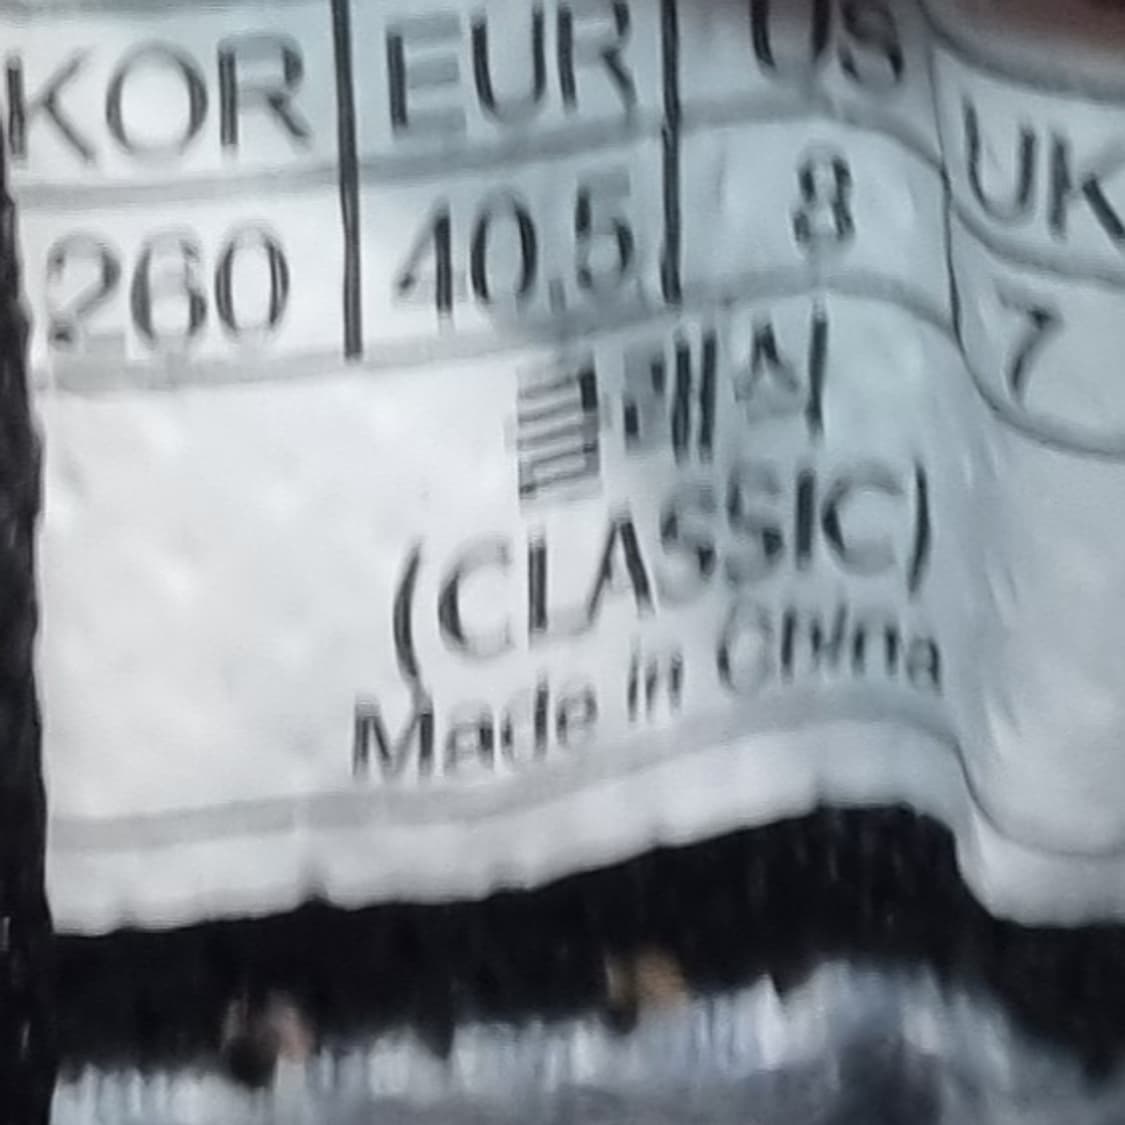 KOR EUR US UK
260 40.5 8 7
(CLASSIC)
Made in China